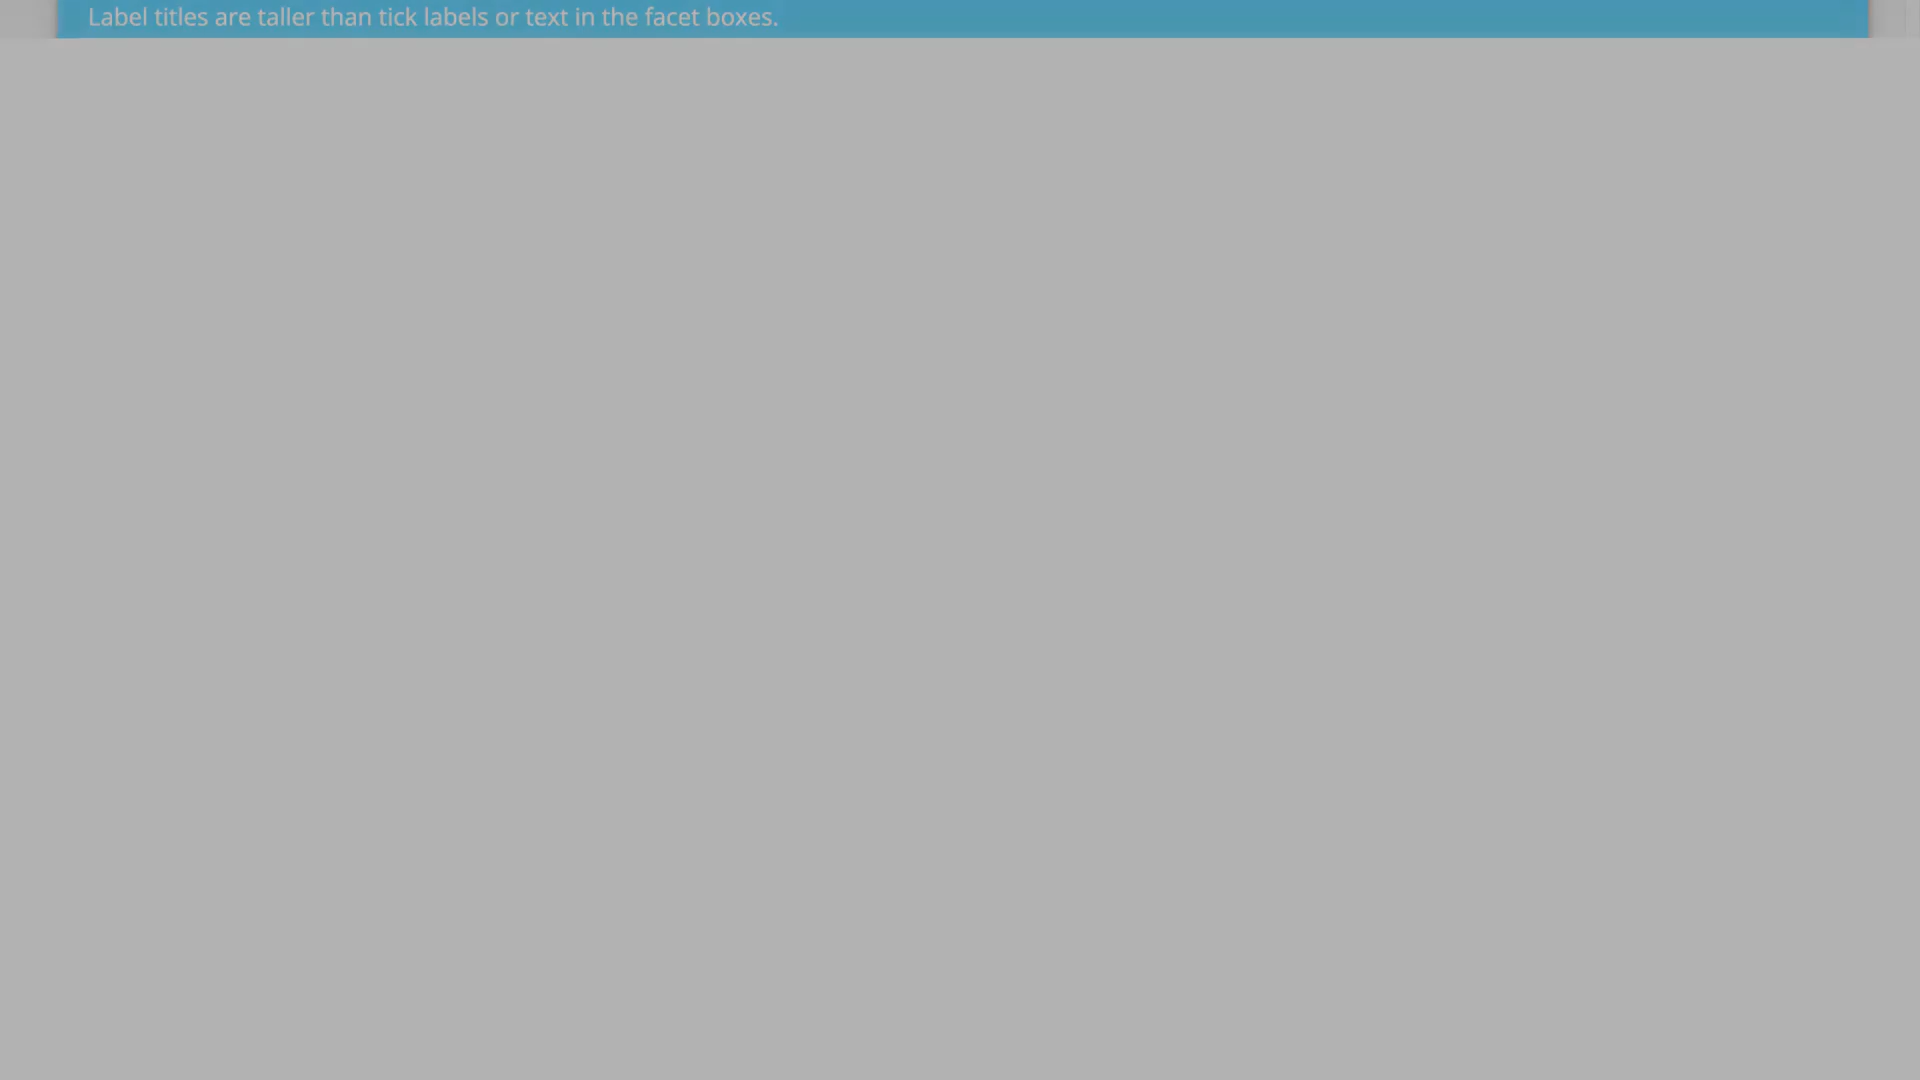 Label titles are taller than tick labels or text in the facet boxes.